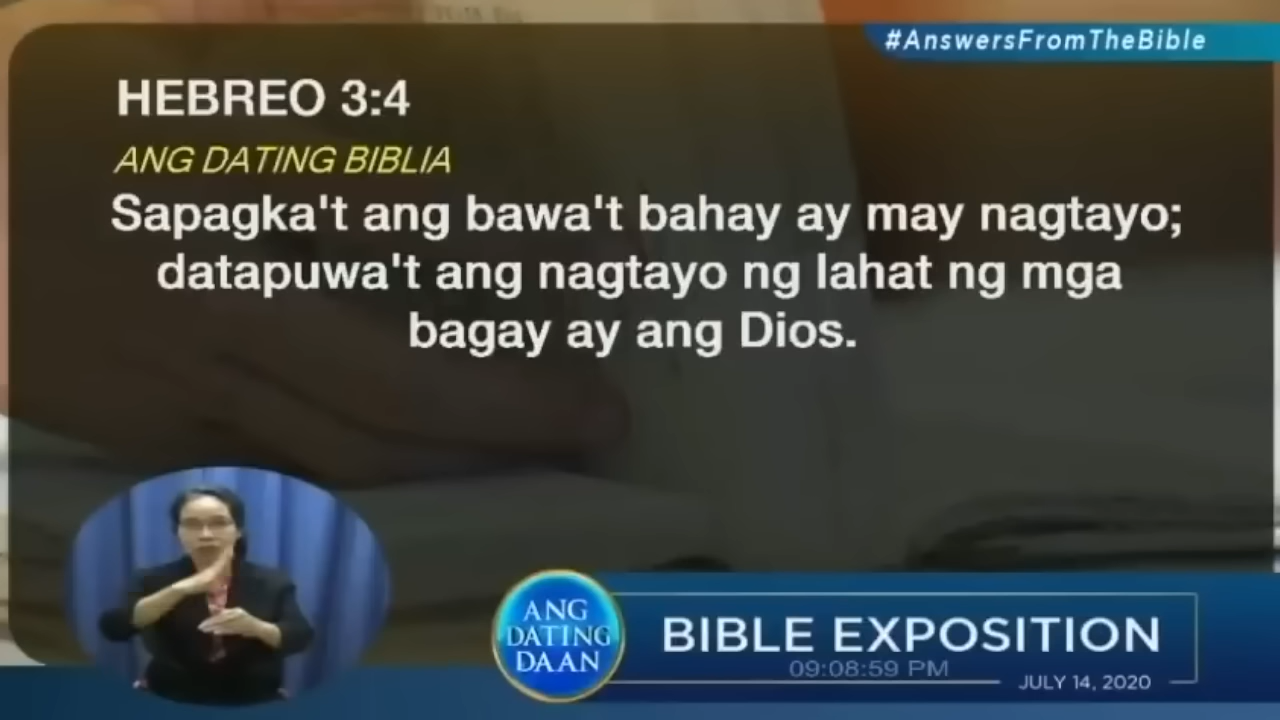 #AnswersFromTheBible
HEBREO 3:4
ANG DATING BIBLIA
Sapagka't ang bawa't bahay ay may nagtayo;
datapuwa't ang nagtayo ng lahat ng mga
bagay ay ang Dios.
ANG
DATING
DAAN
BIBLE EXPOSITION
09:08:59 PM
JULY 14, 2020